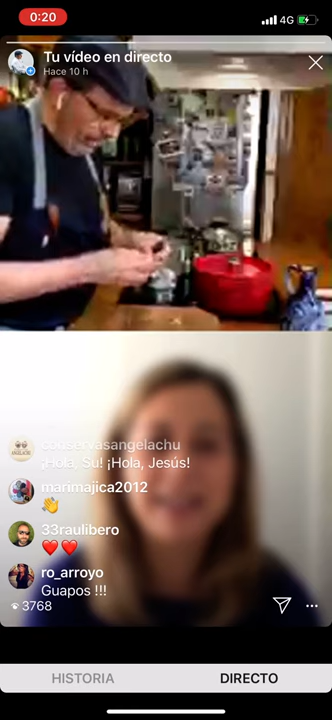 0:20
4G
Tu vídeo en directo
Hace 10 h
conservasangelachu
¡Hola, Su! ¡Hola, Jesús!
marimajica2012
👋
33raulibero
❤️❤️
ro_arroyo
Guapos !!!
3768
HISTORIA
DIRECTO